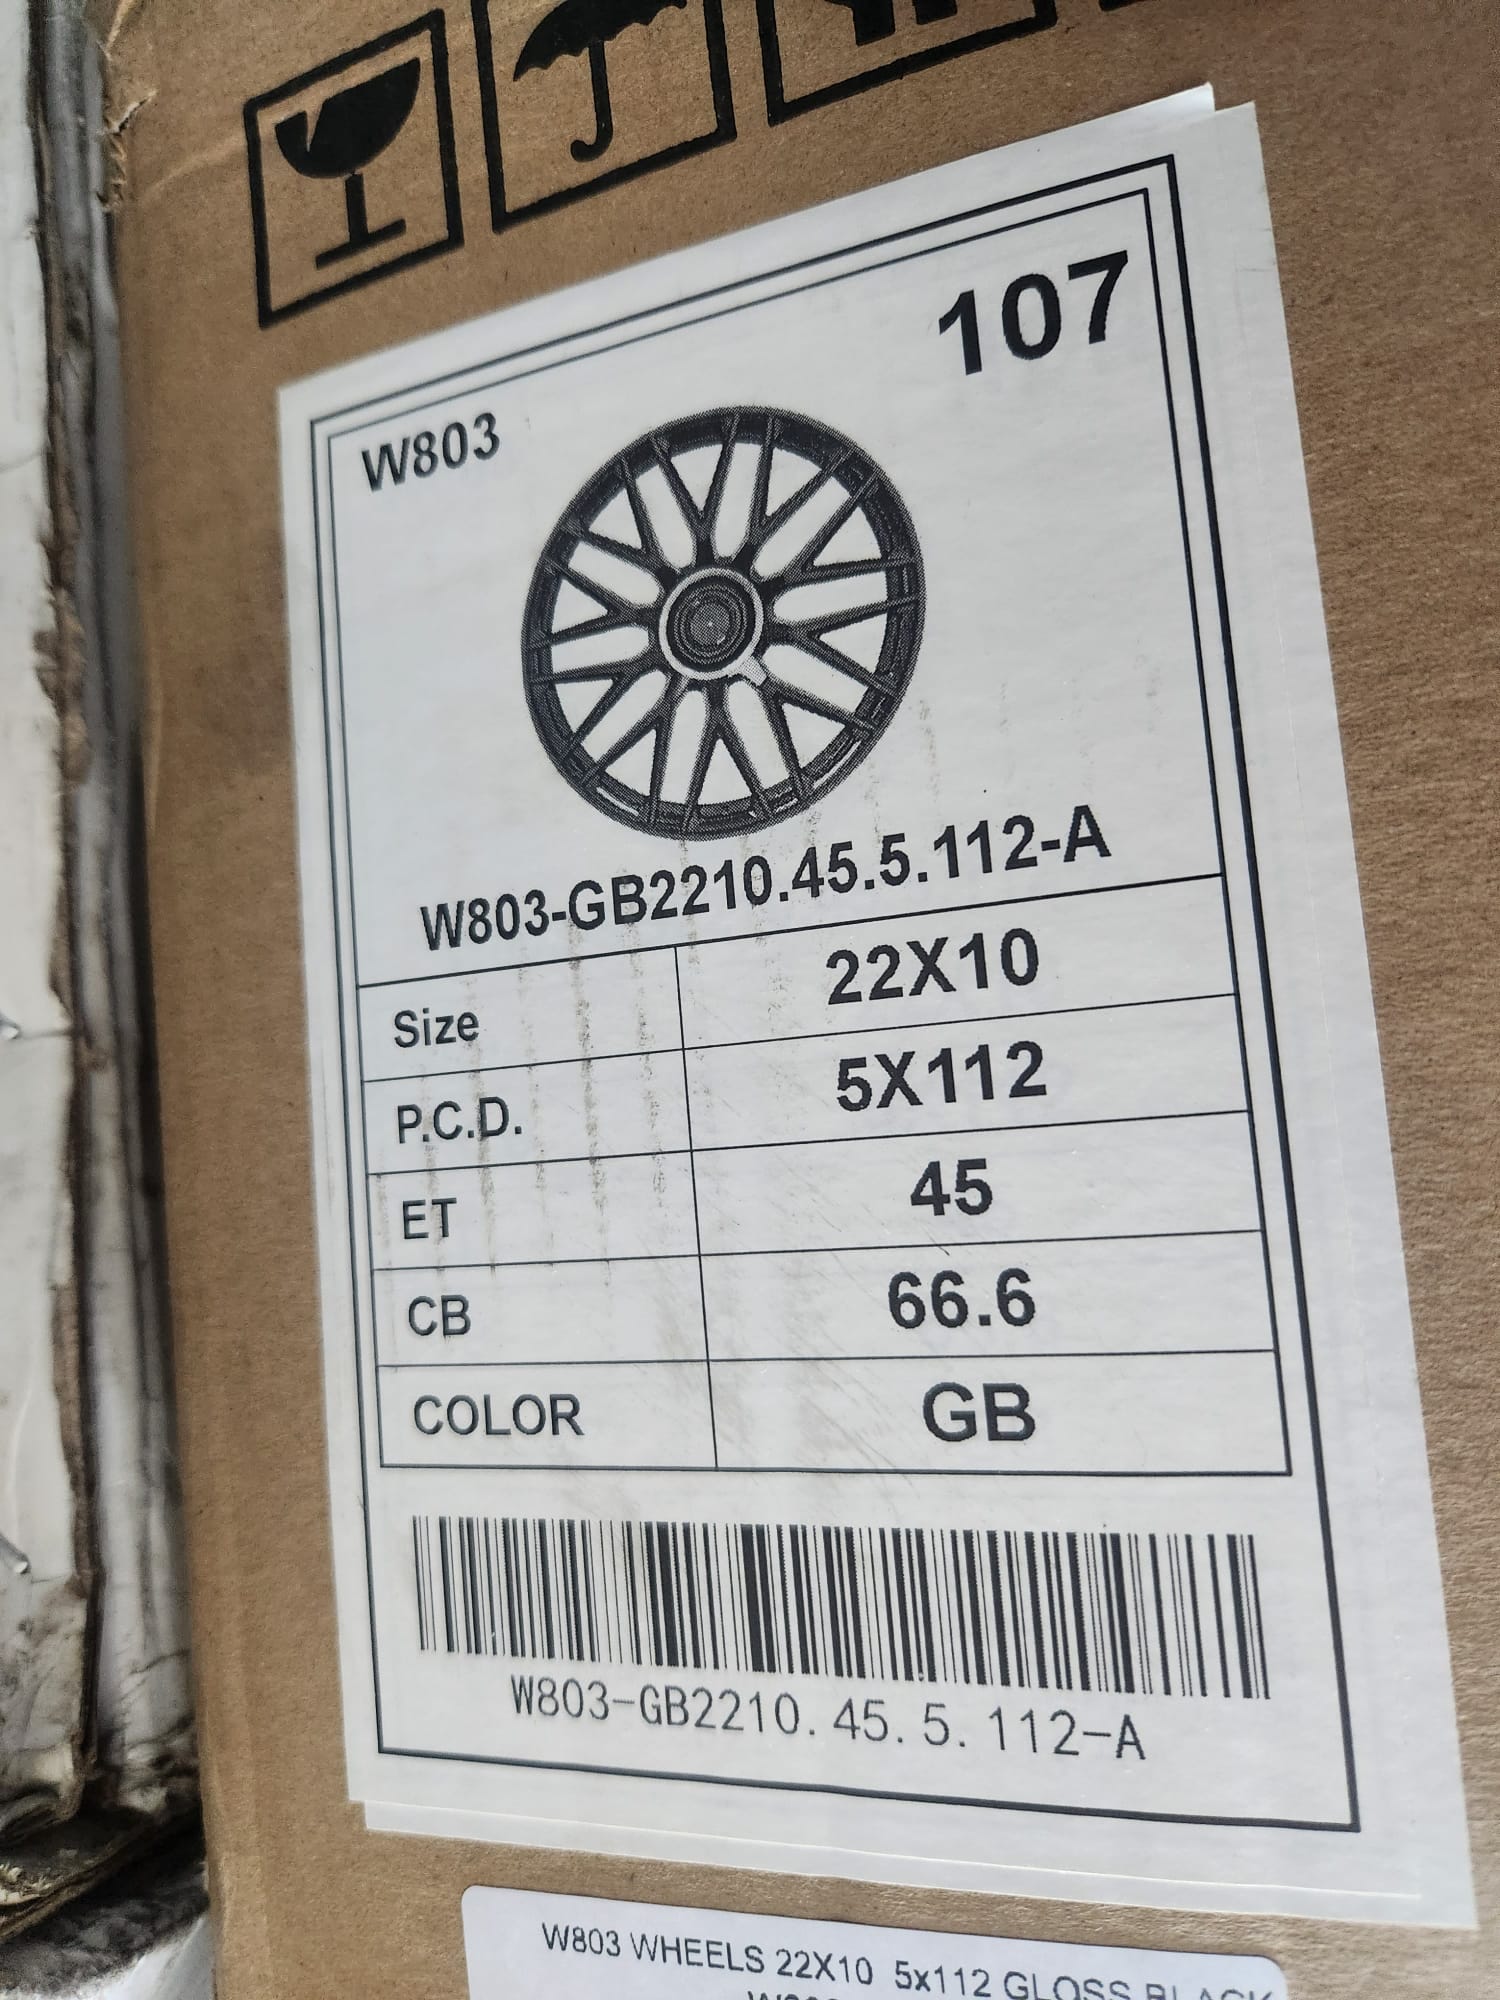 107
W803
W803-GB2210.45.5.112-A
Size 22X10
P.C.D. 5X112
ET 45
CB 66.6
COLOR GB
W803-GB2210.45.5.112-A
W803 WHEELS 22X10 5x112 GLOSS BLACK